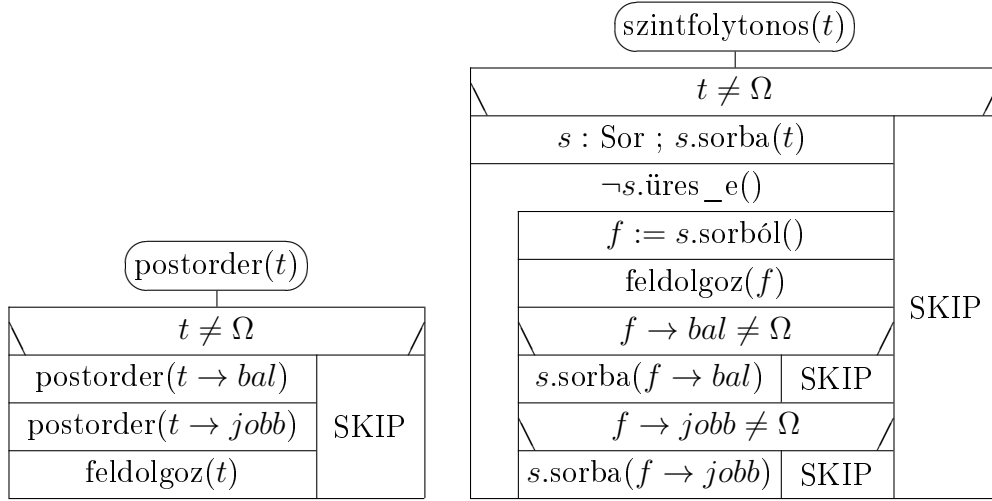 postorder(t)
t ≠ Ω
postorder(t → bal)
postorder(t → jobb)
feldolgoz(t)
SKIP
szintfolytonos(t)
t ≠ Ω
s : Sor ; s.sorba(t)
¬s.üres_e()
f := s.sorból()
feldolgoz(f)
f → bal ≠ Ω
s.sorba(f → bal) SKIP
f → jobb ≠ Ω
s.sorba(f → jobb) SKIP
SKIP